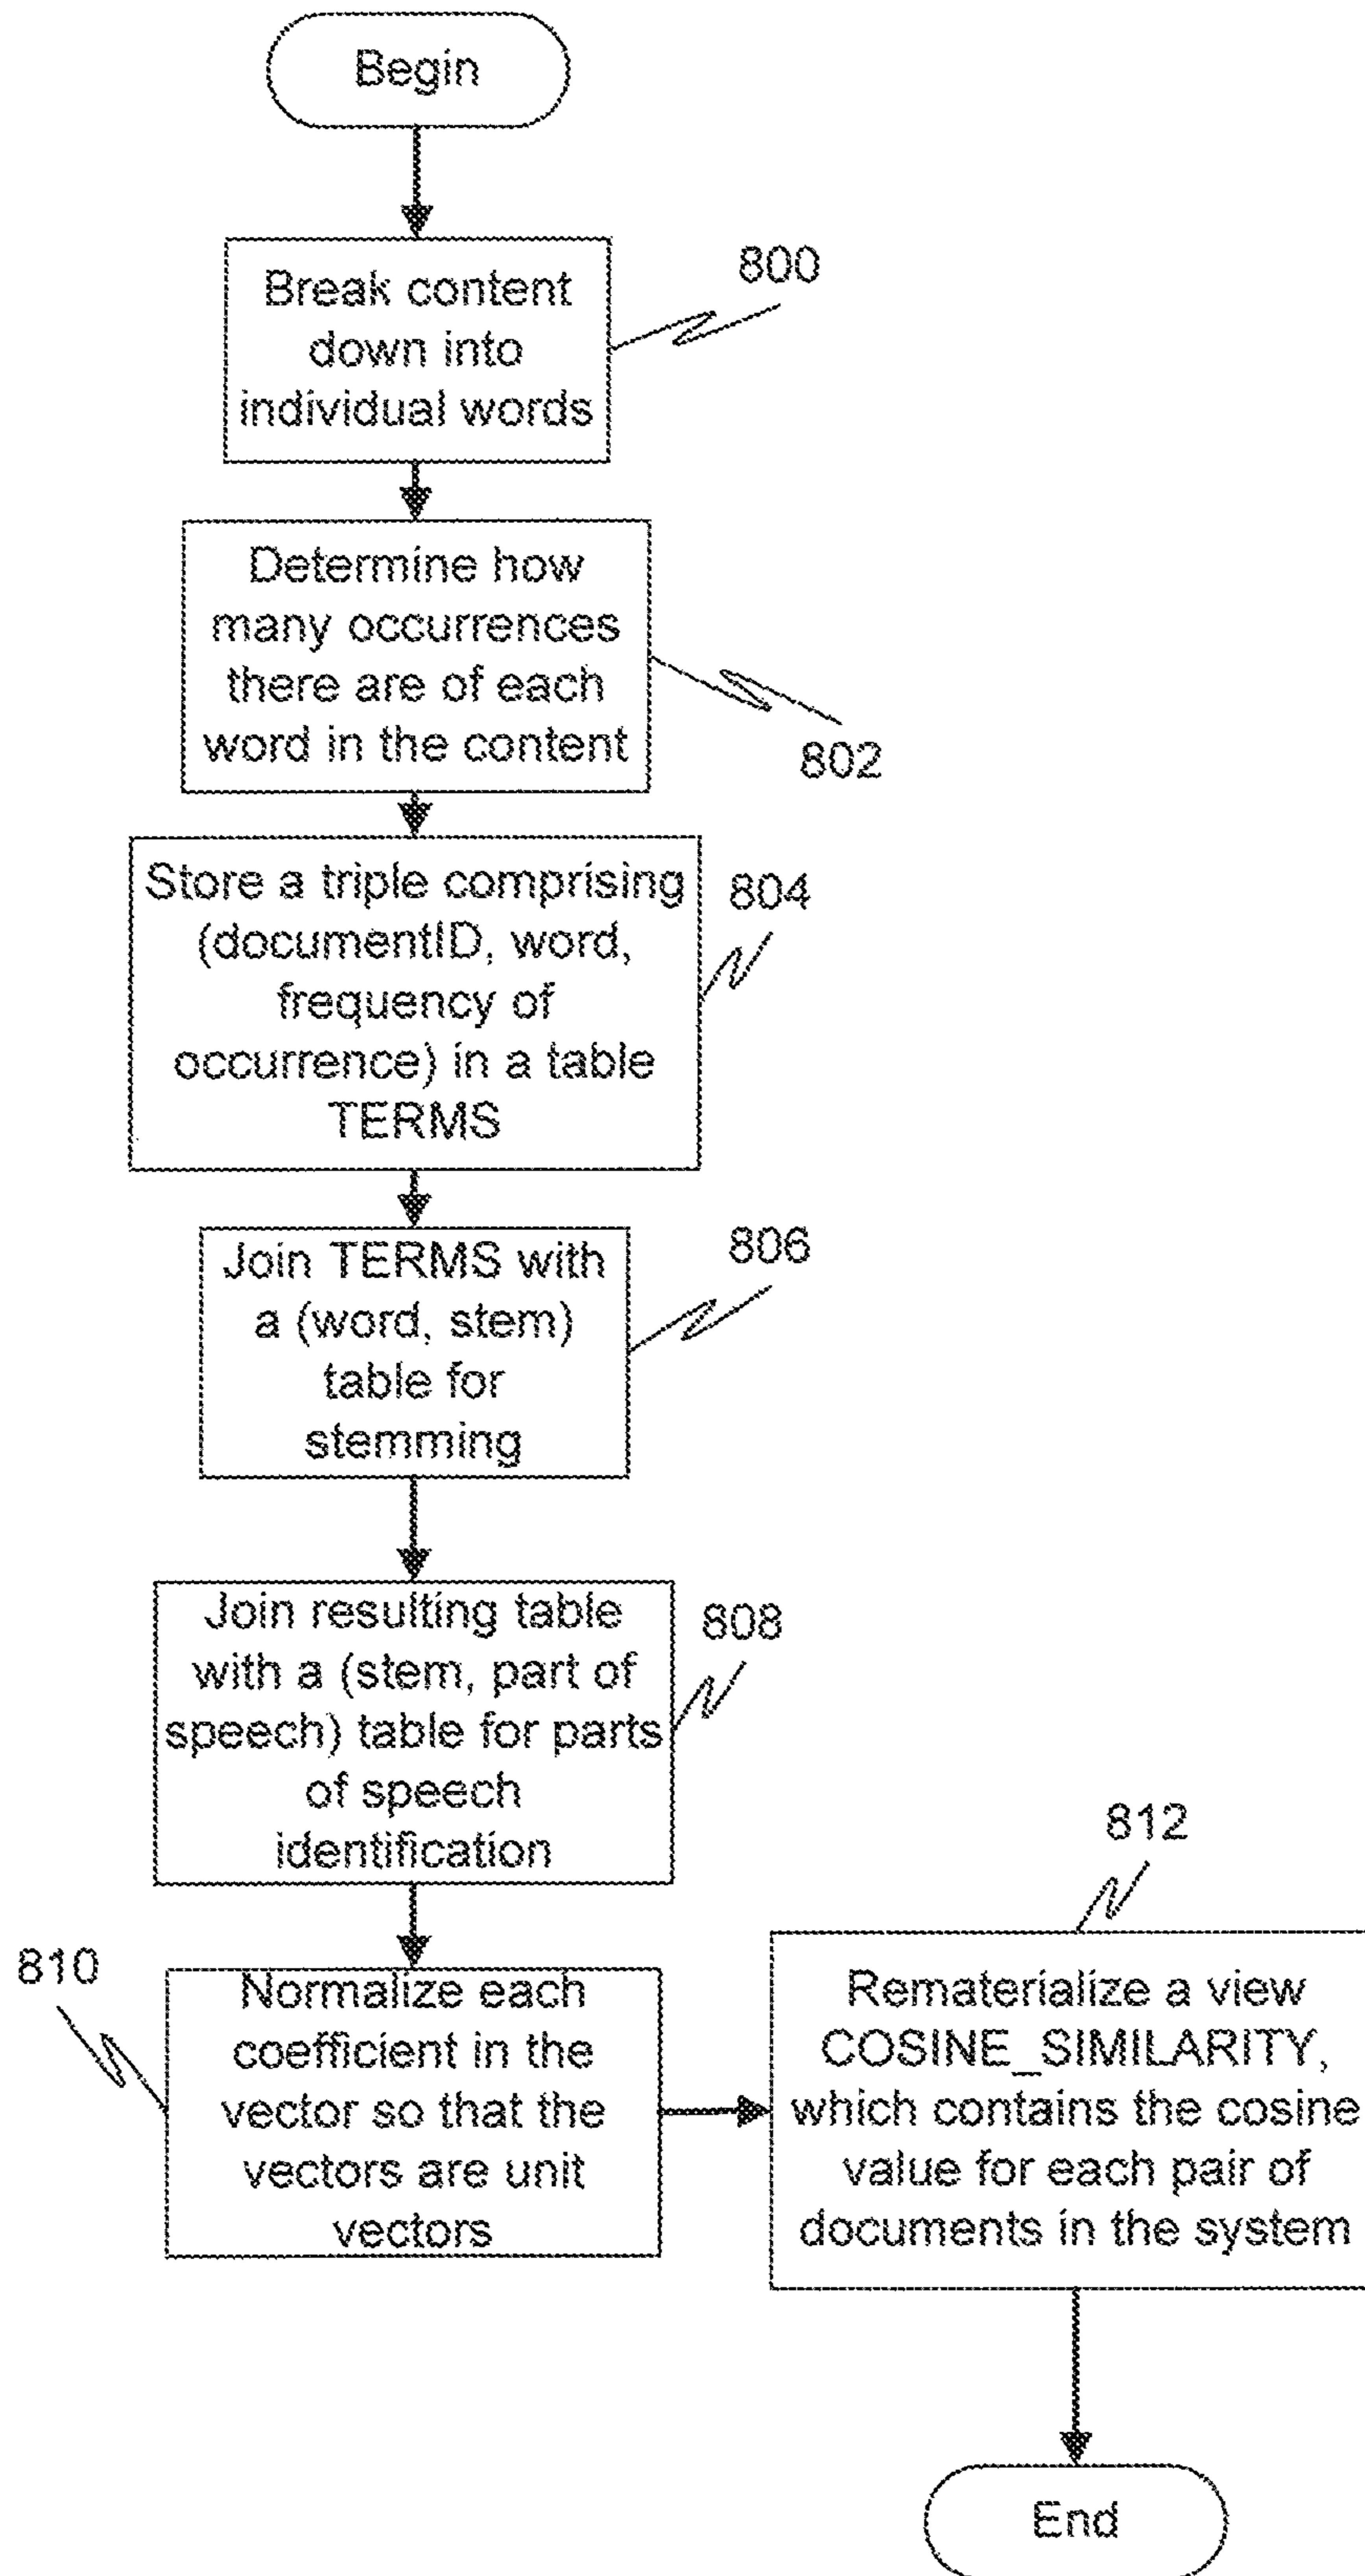 Begin
Break content
down into
individual words
800
Determine how
many occurrences
there are of each
word in the content
802
Store a triple comprising
(documentID, word,
frequency of
occurrence) in a table
TERMS
804
Join TERMS with
a (word, stem)
table for
stemming
806
Join resulting table
with a (stem, part of
speech) table for parts
of speech
identification
808
810
Normalize each
coefficient in the
vector so that the
vectors are unit
vectors
812
Rematerialize a view
COSINE_SIMILARITY,
which contains the cosine
value for each pair of
documents in the system
End